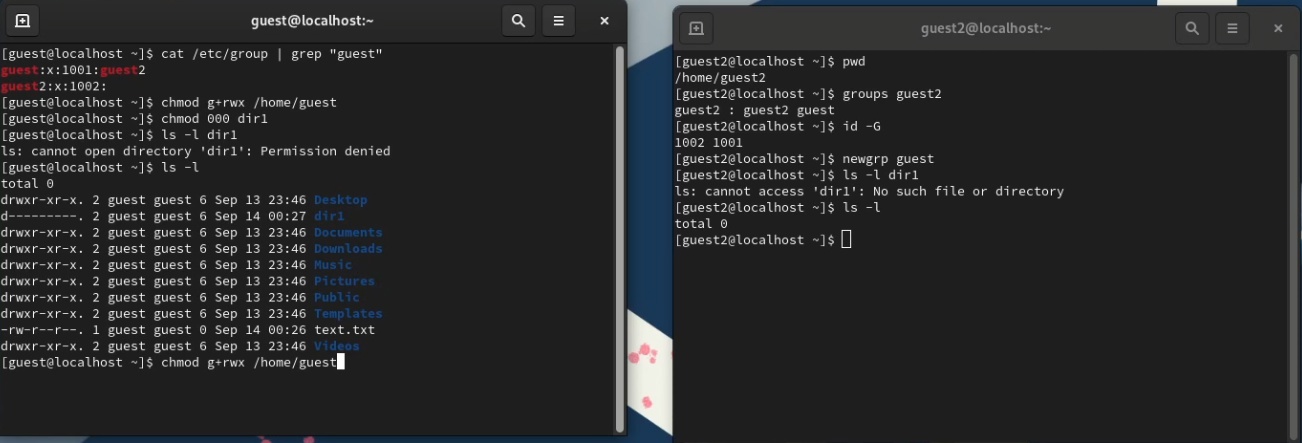 guest@localhost:~
[guest@localhost ~]$ cat /etc/group | grep "guest"
guest:x:1001:guest2
guest2:x:1002:
[guest@localhost ~]$ chmod g+rwx /home/guest
[guest@localhost ~]$ chmod 000 dir1
[guest@localhost ~]$ ls -l dir1
ls: cannot open directory 'dir1': Permission denied
[guest@localhost ~]$ ls -l
total 0
drwxr-xr-x. 2 guest guest 6 Sep 13 23:46 Desktop
d---------. 2 guest guest 6 Sep 14 00:27 dir1
drwxr-xr-x. 2 guest guest 6 Sep 13 23:46 Documents
drwxr-xr-x. 2 guest guest 6 Sep 13 23:46 Downloads
drwxr-xr-x. 2 guest guest 6 Sep 13 23:46 Music
drwxr-xr-x. 2 guest guest 6 Sep 13 23:46 Pictures
drwxr-xr-x. 2 guest guest 6 Sep 13 23:46 Public
drwxr-xr-x. 2 guest guest 6 Sep 13 23:46 Templates
-rw-r--r--. 1 guest guest 0 Sep 14 00:26 text.txt
drwxr-xr-x. 2 guest guest 6 Sep 13 23:46 Videos
[guest@localhost ~]$ chmod g+rwx /home/guest
guest2@localhost:~
[guest2@localhost ~]$ pwd
/home/guest2
[guest2@localhost ~]$ groups guest2
guest2 : guest2 guest
[guest2@localhost ~]$ id -G
1002 1001
[guest2@localhost ~]$ newgrp guest
[guest2@localhost ~]$ ls -l dir1
ls: cannot access 'dir1': No such file or directory
[guest2@localhost ~]$ ls -l
total 0
[guest2@localhost ~]$